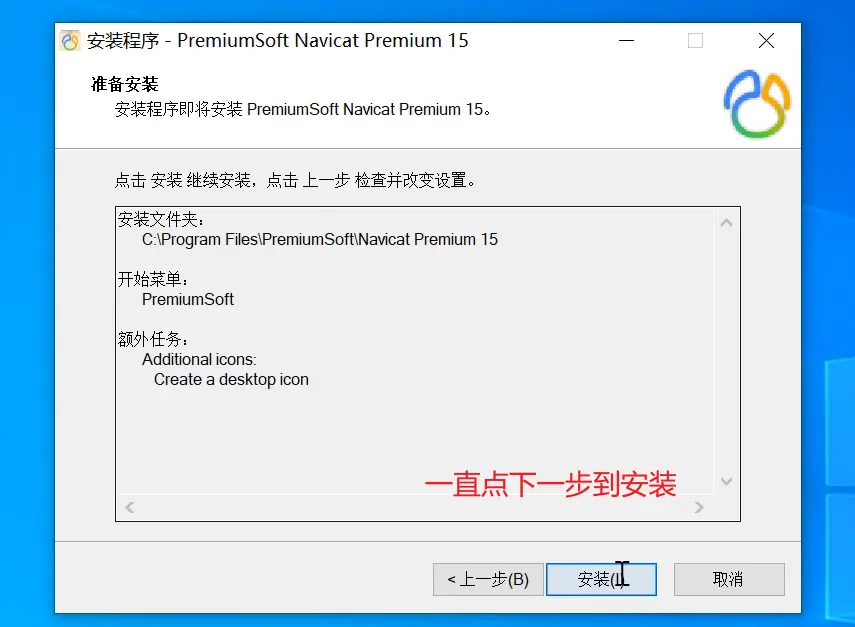 安装程序 - PremiumSoft Navicat Premium 15
准备安装
安装程序即将安装 PremiumSoft Navicat Premium 15。
点击 安装 继续安装，点击 上一步 检查并改变设置。
安装文件夹：
C:\Program Files\PremiumSoft\Navicat Premium 15
开始菜单：
PremiumSoft
额外任务：
Additional icons:
Create a desktop icon
一直点下一步到安装
< 上一步(B) 安装(I) 取消